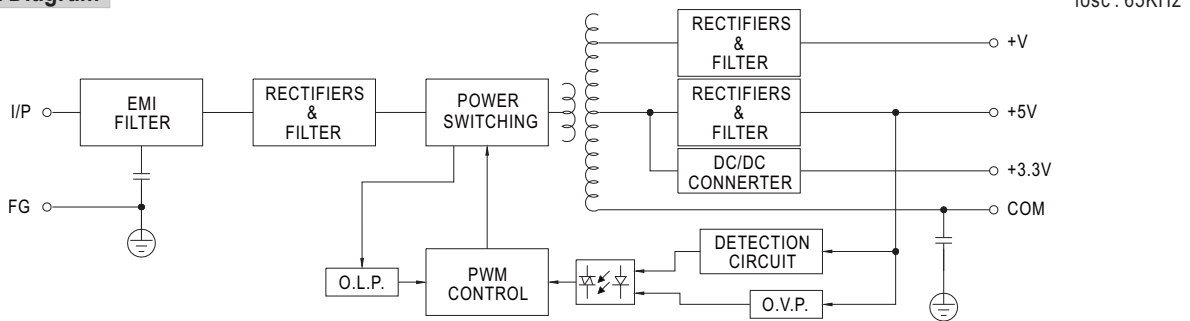 Diagram
fosc : 65KHz
RECTIFIERS
&
FILTER
+V
I/P
EMI
FILTER
RECTIFIERS
&
FILTER
POWER
SWITCHING
RECTIFIERS
&
FILTER
+5V
DC/DC
CONNERTER
+3.3V
FG
COM
DETECTION
CIRCUIT
O.L.P.
PWM
CONTROL
O.V.P.